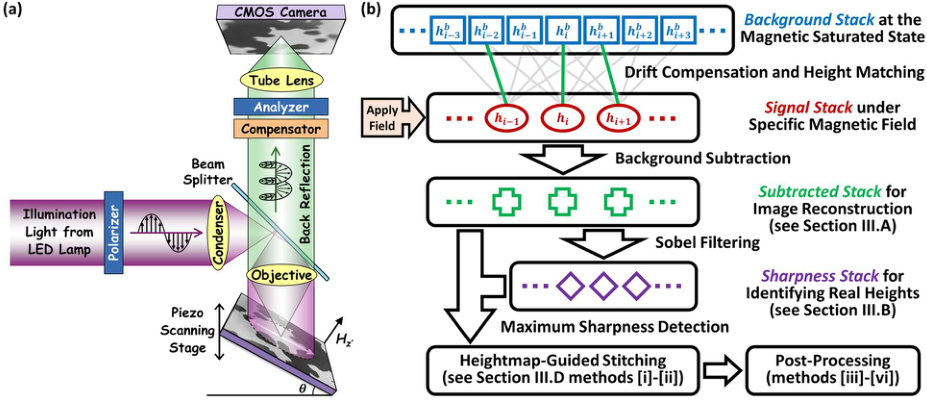 (a)
CMOS Camera
Tube Lens
Analyzer
Compensator
Beam
Splitter
Back Reflection
Illumination
Light from
LED Lamp
Polarizer
Condenser
Objective
Piezo
Scanning
Stage
H_z'
θ
(b)
h^b_{i-3} h^b_{i-2} h^b_{i-1} h^b_i h^b_{i+1} h^b_{i+2} h^b_{i+3}
Background Stack at the
Magnetic Saturated State
Drift Compensation and Height Matching
Apply
Field
h_{i-1} h_i h_{i+1}
Signal Stack under
Specific Magnetic Field
Background Subtraction
Subtracted Stack for
Image Reconstruction
(see Section III.A)
Sobel Filtering
Sharpness Stack for
Identifying Real Heights
(see Section III.B)
Maximum Sharpness Detection
Heightmap-Guided Stitching
(see Section III.D methods [i]-[ii])
Post-Processing
(methods [iii]-[vi])